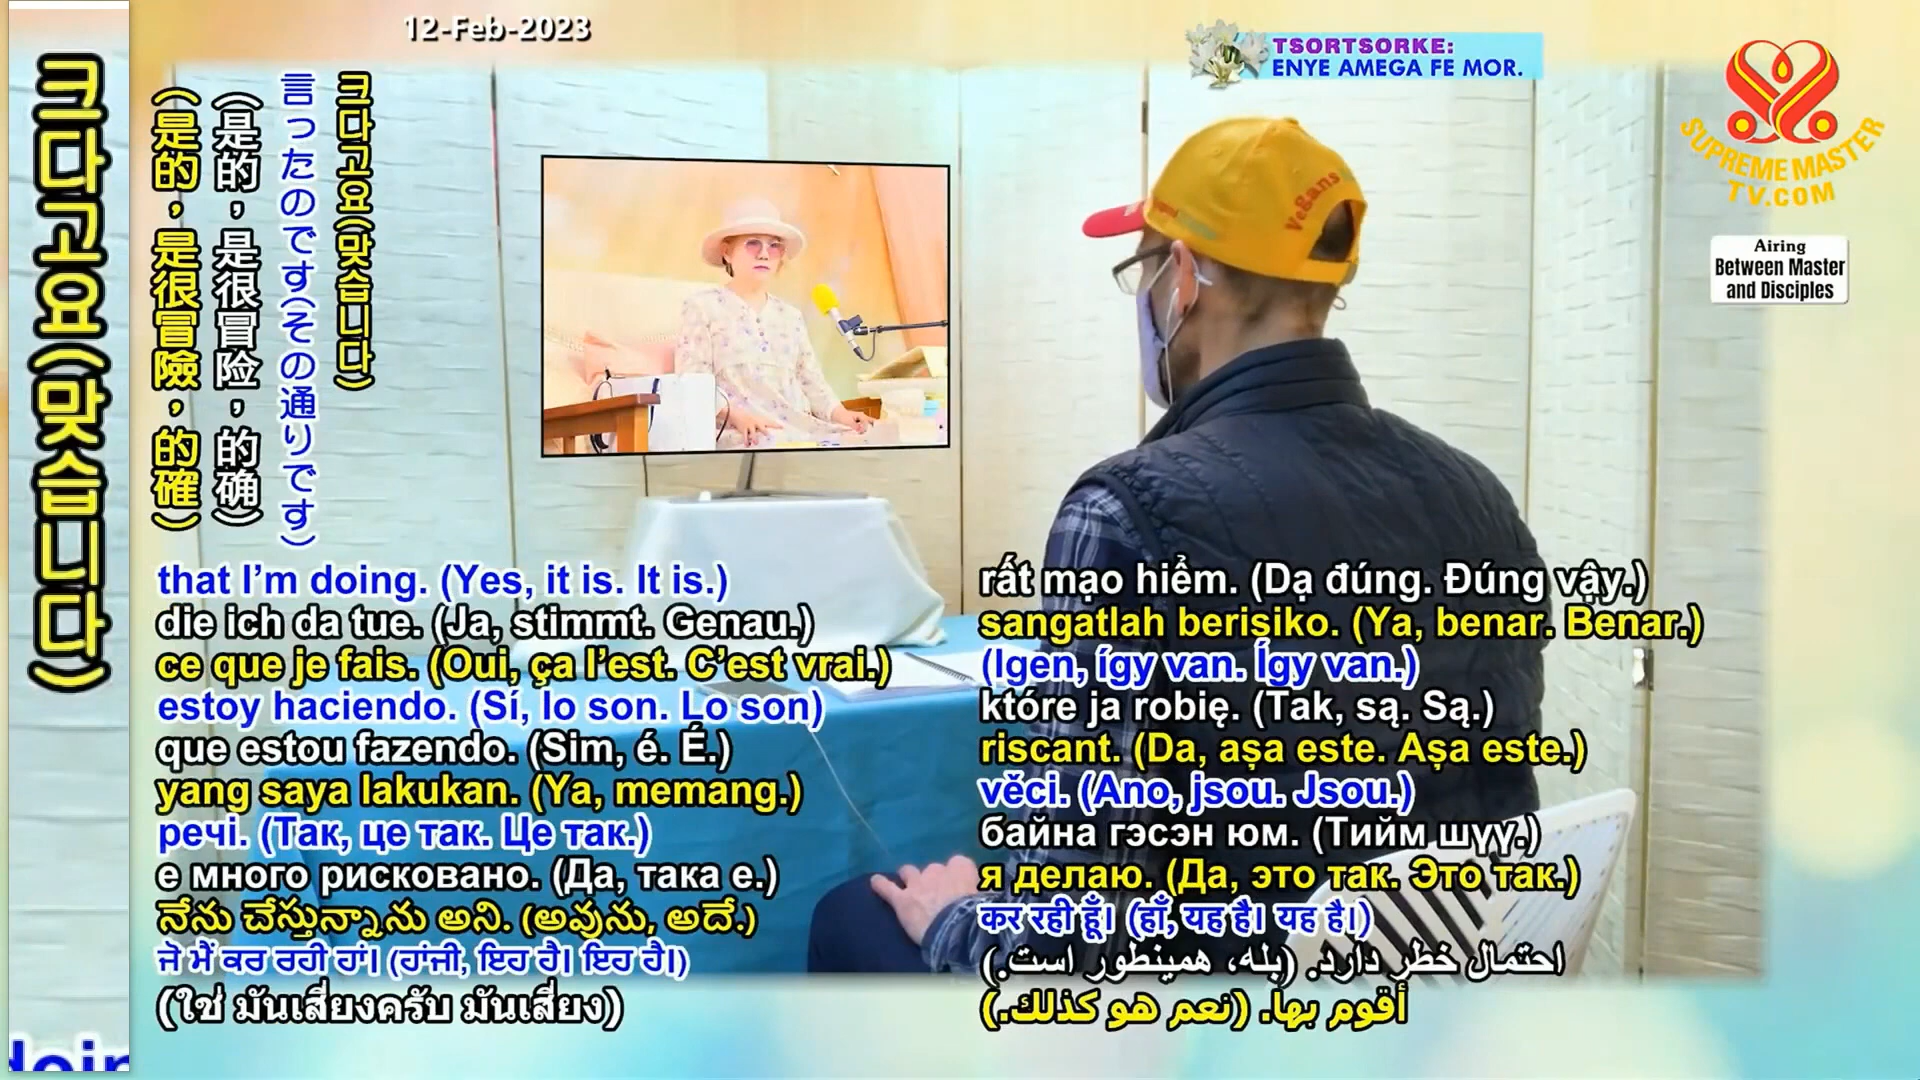 12-Feb-2023
TSORTSORKE:
ENYE AMEGA FE MOR.
SUPREME MASTER
TV.COM
Airing
Between Master
and Disciples
Vegans
크다고요(맞습니다)
크다고요(맞습니다)
言ったのです(その通りです)
(是的，是很冒险，的确)
(是的，是很冒險，的確)
that I’m doing. (Yes, it is. It is.)
die ich da tue. (Ja, stimmt. Genau.)
ce que je fais. (Oui, ça l’est. C’est vrai.)
estoy haciendo. (Sí, lo son. Lo son)
que estou fazendo. (Sim, é. É.)
yang saya lakukan. (Ya, memang.)
речі. (Так, це так. Це так.)
е много рисковано. (Да, така е.)
నేను చేస్తున్నాను అని. (అవును, అదే.)
ਜੋ ਮੈਂ ਕਰ ਰਹੀ ਹਾਂ। (ਹਾਂਜੀ, ਇਹ ਹੈ। ਇਹ ਹੈ।)
(ใช่ มันเสี่ยงครับ มันเสี่ยง)
rất mạo hiểm. (Dạ đúng. Đúng vậy.)
sangatlah berisiko. (Ya, benar. Benar.)
(Igen, így van. Így van.)
które ja robię. (Tak, są. Są.)
riscant. (Da, așa este. Așa este.)
věci. (Ano, jsou. Jsou.)
байна гэсэн юм. (Тийм шүү.)
я делаю. (Да, это так. Это так.)
कर रही हूँ। (हाँ, यह है। यह है।)
احتمال خطر دارد. (بله، همینطور است.)
أقوم بها. (نعم هو كذلك.)